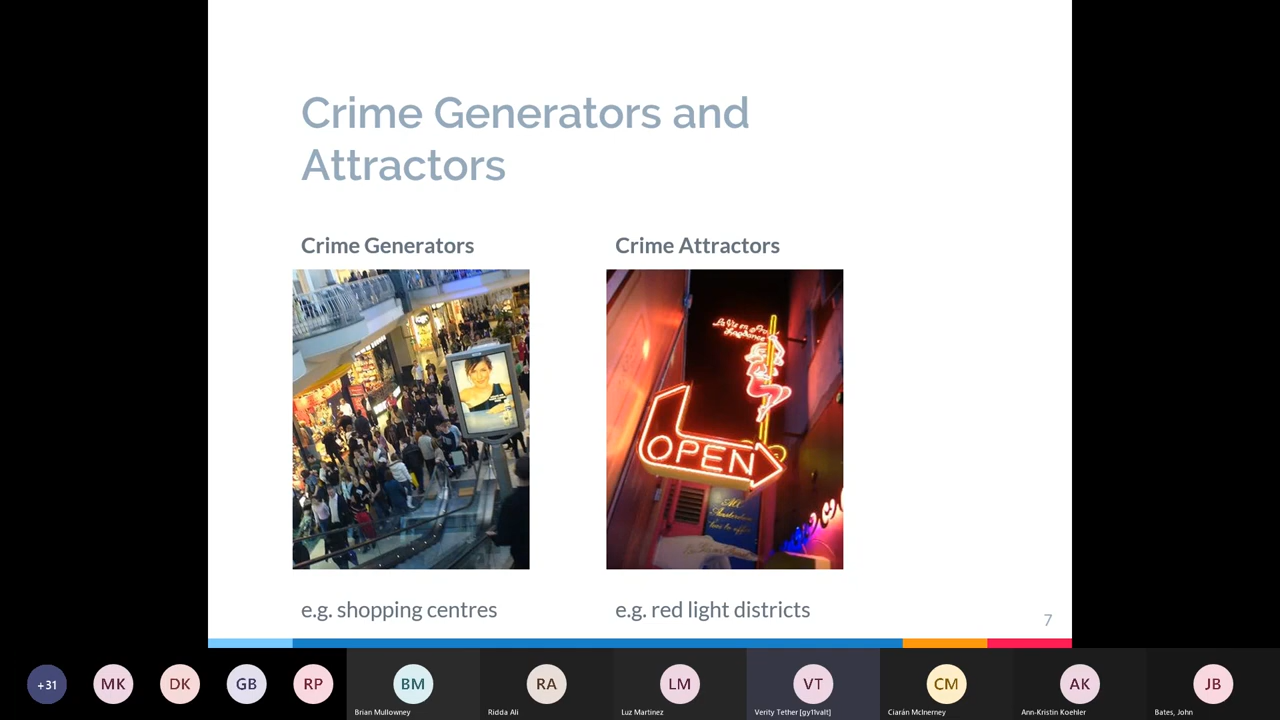 Crime Generators and
Attractors
Crime Generators
Crime Attractors
OPEN
e.g. shopping centres
e.g. red light districts
7
+31
MK
DK
GB
RP
BM
RA
LM
VT
CM
AK
JB
Brian Mullowney
Ridda Ali
Luz Martinez
Verity Tether [gy11valt]
Ciarán McInerney
Ann-Kristin Koehler
Bates, John